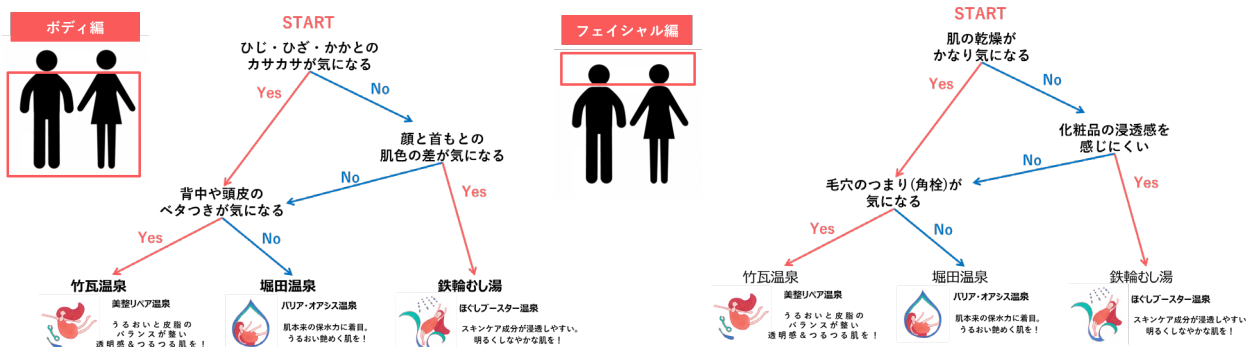 ボディ編
START
ひじ・ひざ・かかとの
カサカサが気になる
Yes
No
顔と首もとの
肌色の差が気になる
No
Yes
背中や頭皮の
ベタつきが気になる
Yes
No
竹瓦温泉
美整リペア温泉
うるおいと皮脂の
バランスが整い
透明感&つるつる肌を!
堀田温泉
バリア・オアシス温泉
肌本来の保水力に着目。
うるおい艶めく肌を!
鉄輪むし湯
ほぐしブースター温泉
スキンケア成分が浸透しやすい。
明るくしなやかな肌を!
フェイシャル編
START
肌の乾燥が
かなり気になる
Yes
No
化粧品の浸透感を
感じにくい
No
Yes
毛穴のつまり(角栓)が
気になる
Yes
No
竹瓦温泉
美整リペア温泉
うるおいと皮脂の
バランスが整い
透明感&つるつる肌を!
堀田温泉
バリア・オアシス温泉
肌本来の保水力に着目。
うるおい艶めく肌を!
鉄輪むし湯
ほぐしブースター温泉
スキンケア成分が浸透しやすい
明るくしなやかな肌を!